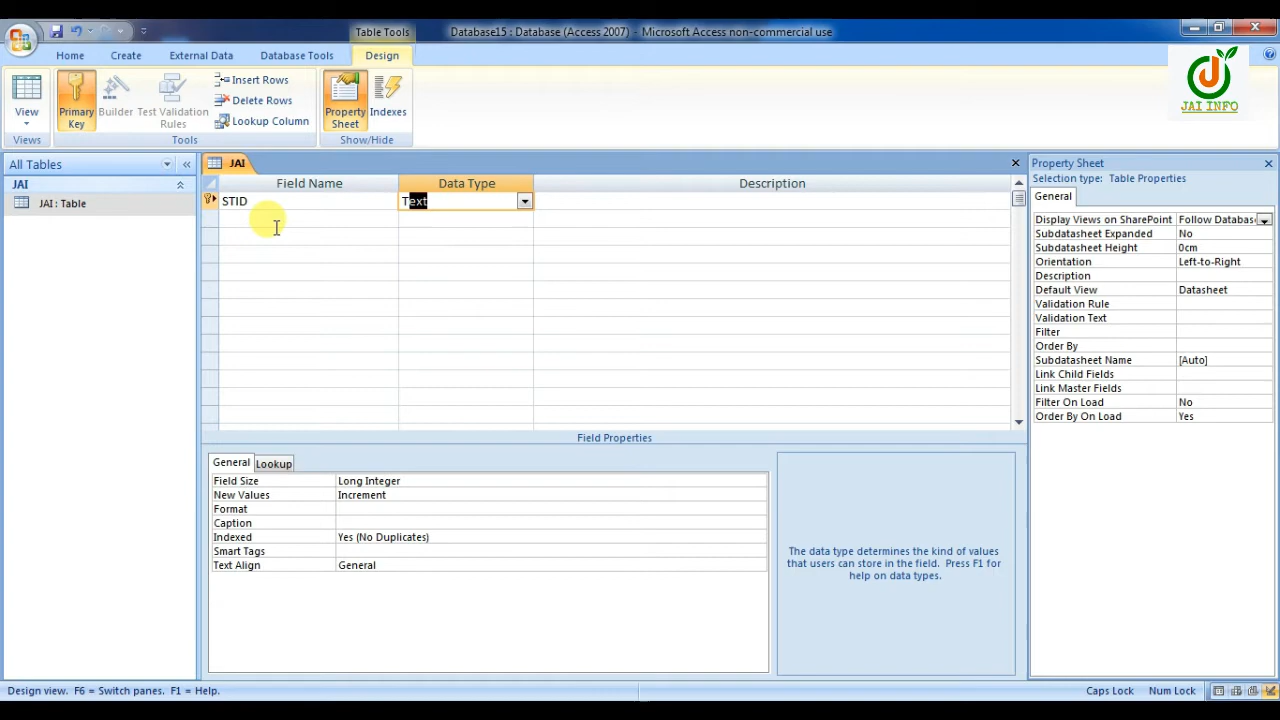 Table Tools
Database15 : Database (Access 2007) - Microsoft Access non-commercial use
Home
Create
External Data
Database Tools
Design
View
Primary Key
Builder
Test Validation Rules
Insert Rows
Delete Rows
Lookup Column
Property Sheet
Indexes
Views
Tools
Show/Hide
JAI INFO
All Tables
JAI
JAI : Table
JAI
Field Name
Data Type
Description
STID
Text
Field Properties
General
Lookup
Field Size
Long Integer
New Values
Increment
Format
Caption
Indexed
Yes (No Duplicates)
Smart Tags
Text Align
General
The data type determines the kind of values
that users can store in the field. Press F1 for
help on data types.
Property Sheet
Selection type: Table Properties
General
Display Views on SharePoint
Follow Databas
Subdatasheet Expanded
No
Subdatasheet Height
0cm
Orientation
Left-to-Right
Description
Default View
Datasheet
Validation Rule
Validation Text
Filter
Order By
Subdatasheet Name
[Auto]
Link Child Fields
Link Master Fields
Filter On Load
No
Order By On Load
Yes
Design view. F6 = Switch panes. F1 = Help.
Caps Lock
Num Lock